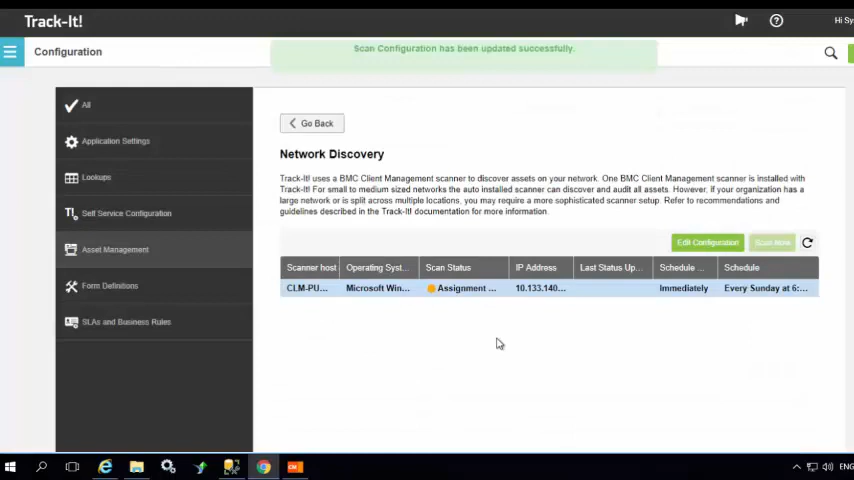 Track-It!
Hi Sy
Configuration
Scan Configuration has been updated successfully.
All
Application Settings
Lookups
Self Service Configuration
Asset Management
Form Definitions
SLAs and Business Rules
Go Back
Network Discovery
Track-It! uses a BMC Client Management scanner to discover assets on your network. One BMC Client Management scanner is installed with
Track-It! For small to medium sized networks the auto installed scanner can discover and audit all assets. However, if your organization has a
large network or is split across multiple locations, you may require a more sophisticated scanner setup. Refer to recommendations and
guidelines described in the Track-It! documentation for more information.
Edit Configuration Scan Now
Scanner host Operating Syst... Scan Status IP Address Last Status Up... Schedule ... Schedule
CLM-PU... Microsoft Win... Assignment ... 10.133.140... Immediately Every Sunday at 6:...
CM
ENG